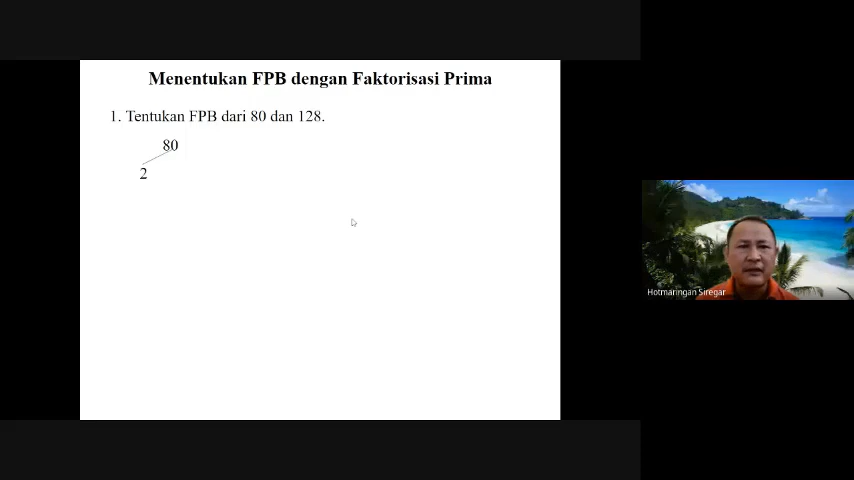 Menentukan FPB dengan Faktorisasi Prima
1. Tentukan FPB dari 80 dan 128.
80
2
Hotmaringan Siregar